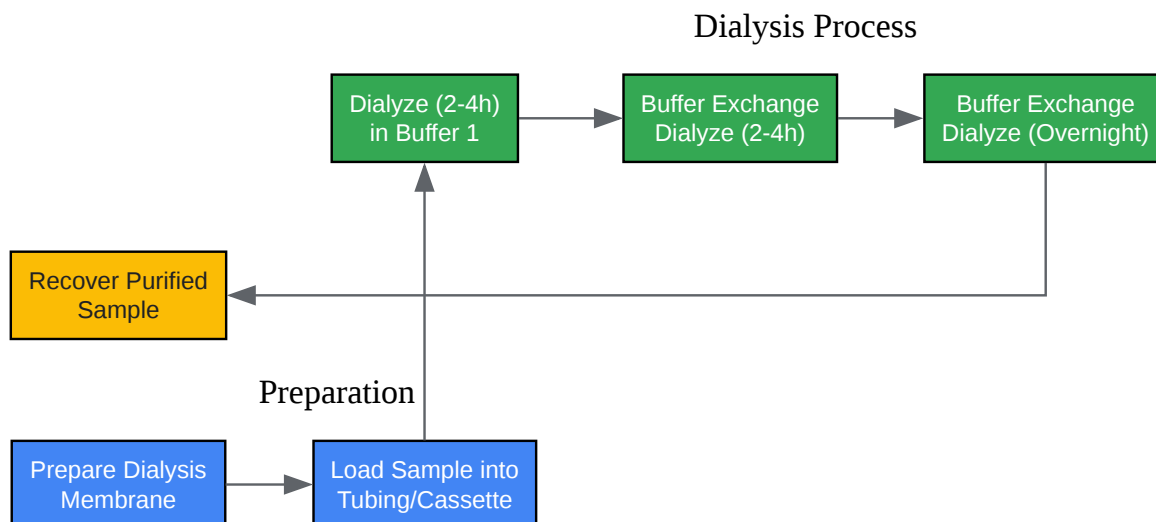 Dialysis Process
Dialyze (2-4h)
in Buffer 1
Buffer Exchange
Dialyze (2-4h)
Buffer Exchange
Dialyze (Overnight)
Recover Purified
Sample
Preparation
Prepare Dialysis
Membrane
Load Sample into
Tubing/Cassette